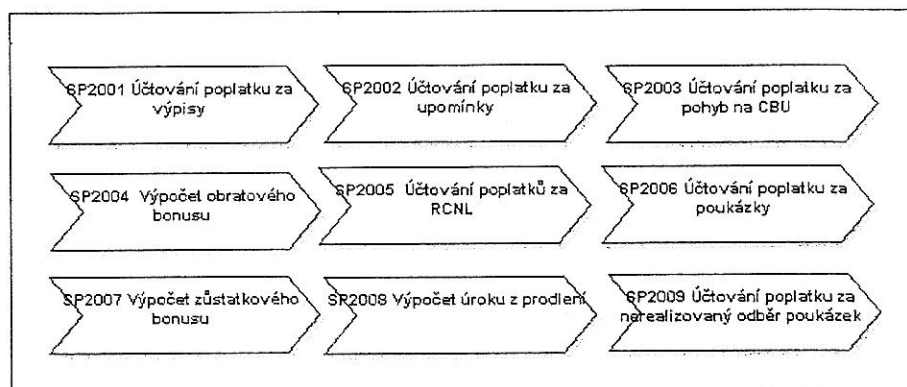 SP2001 Účtování poplatku za
výpisy
SP2002 Účtování poplatku za
upomínky
SP2003 Účtování poplatku za
pohyb na CBU
SP2004 Výpočet obratového
bonusu
SP2005 Účtování poplatků za
RCNL
SP2006 Účtování poplatku za
poukázky
SP2007 Výpočet zůstatkového
bonusu
SP2008 Výpočet úroku z prodlení
SP2009 Účtování poplatku za
nerealizovaný odběr poukázek